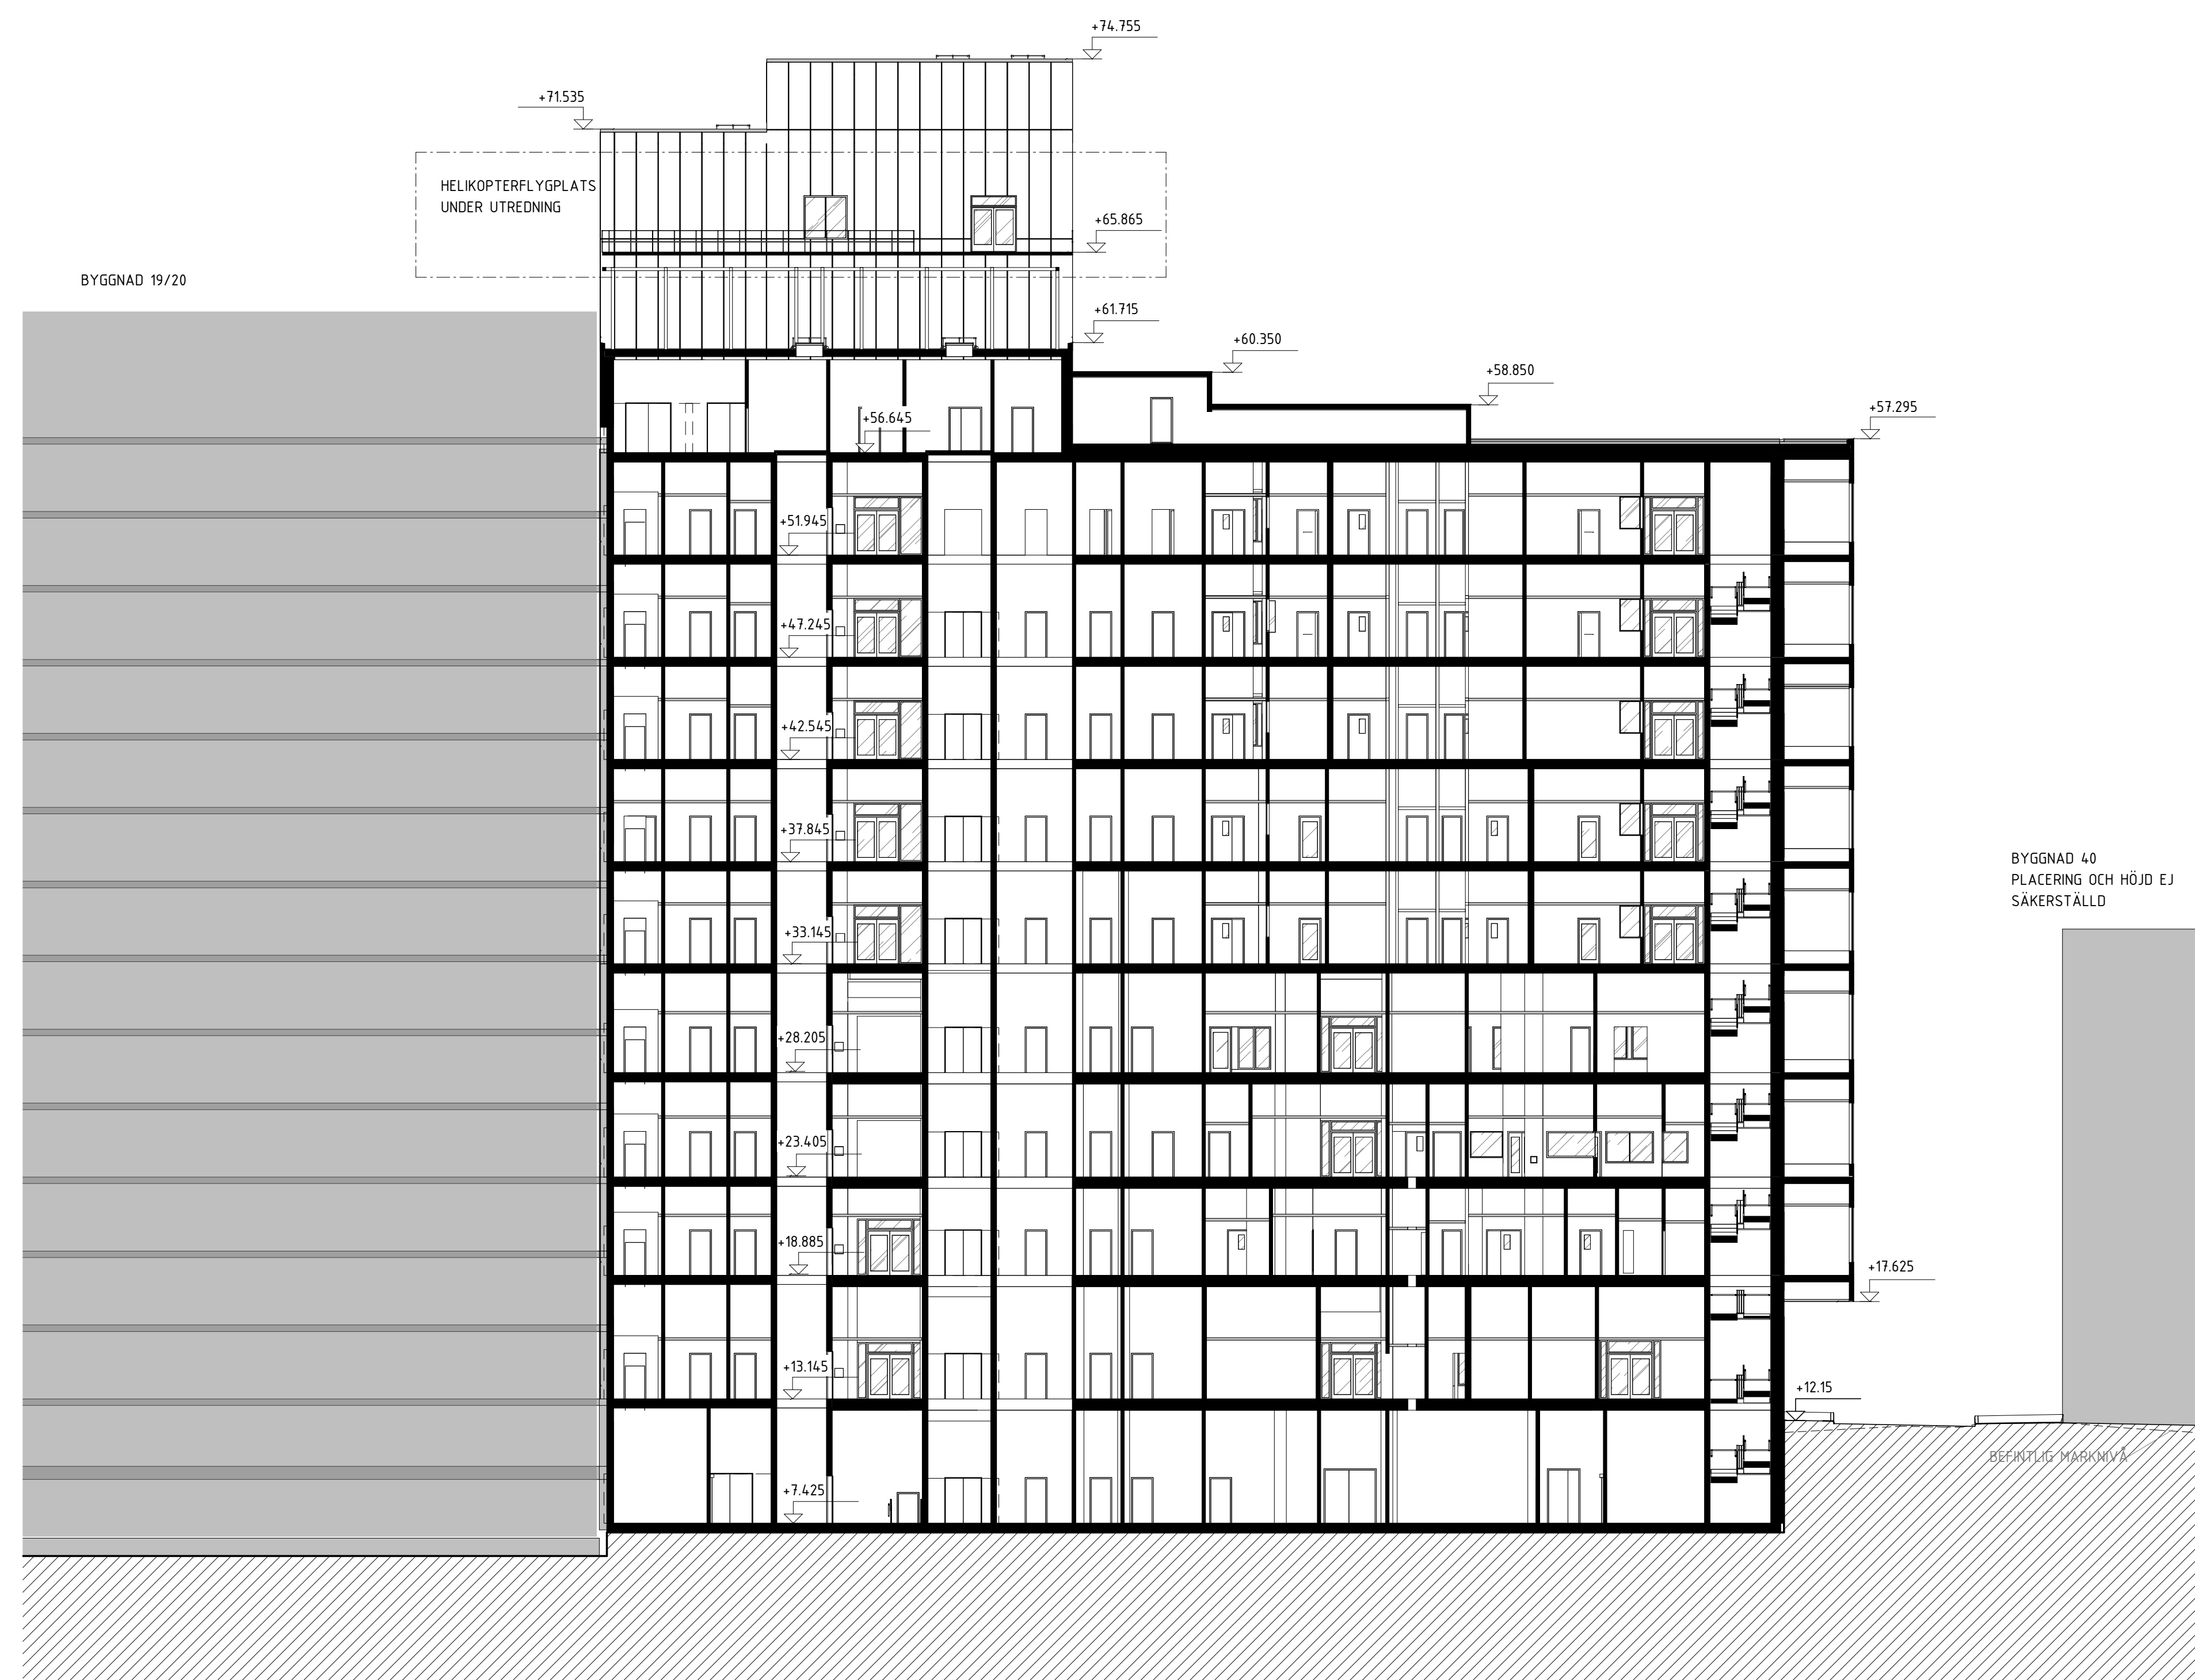 +74.755
+71.535
HELIKOPTERFLYGPLATS
UNDER UTREDNING
+65.865
BYGGNAD 19/20
+61.715
+60.350
+58.850
+57.295
+56.645
+51.945
+47.245
+42.545
+37.845
BYGGNAD 40
PLACERING OCH HÖJD EJ
SÄKERSTÄLLD
+33.145
+28.205
+23.405
+18.885
+17.625
+13.145
+12.15
BEFINTLIG MARKNIVÅ
+7.425